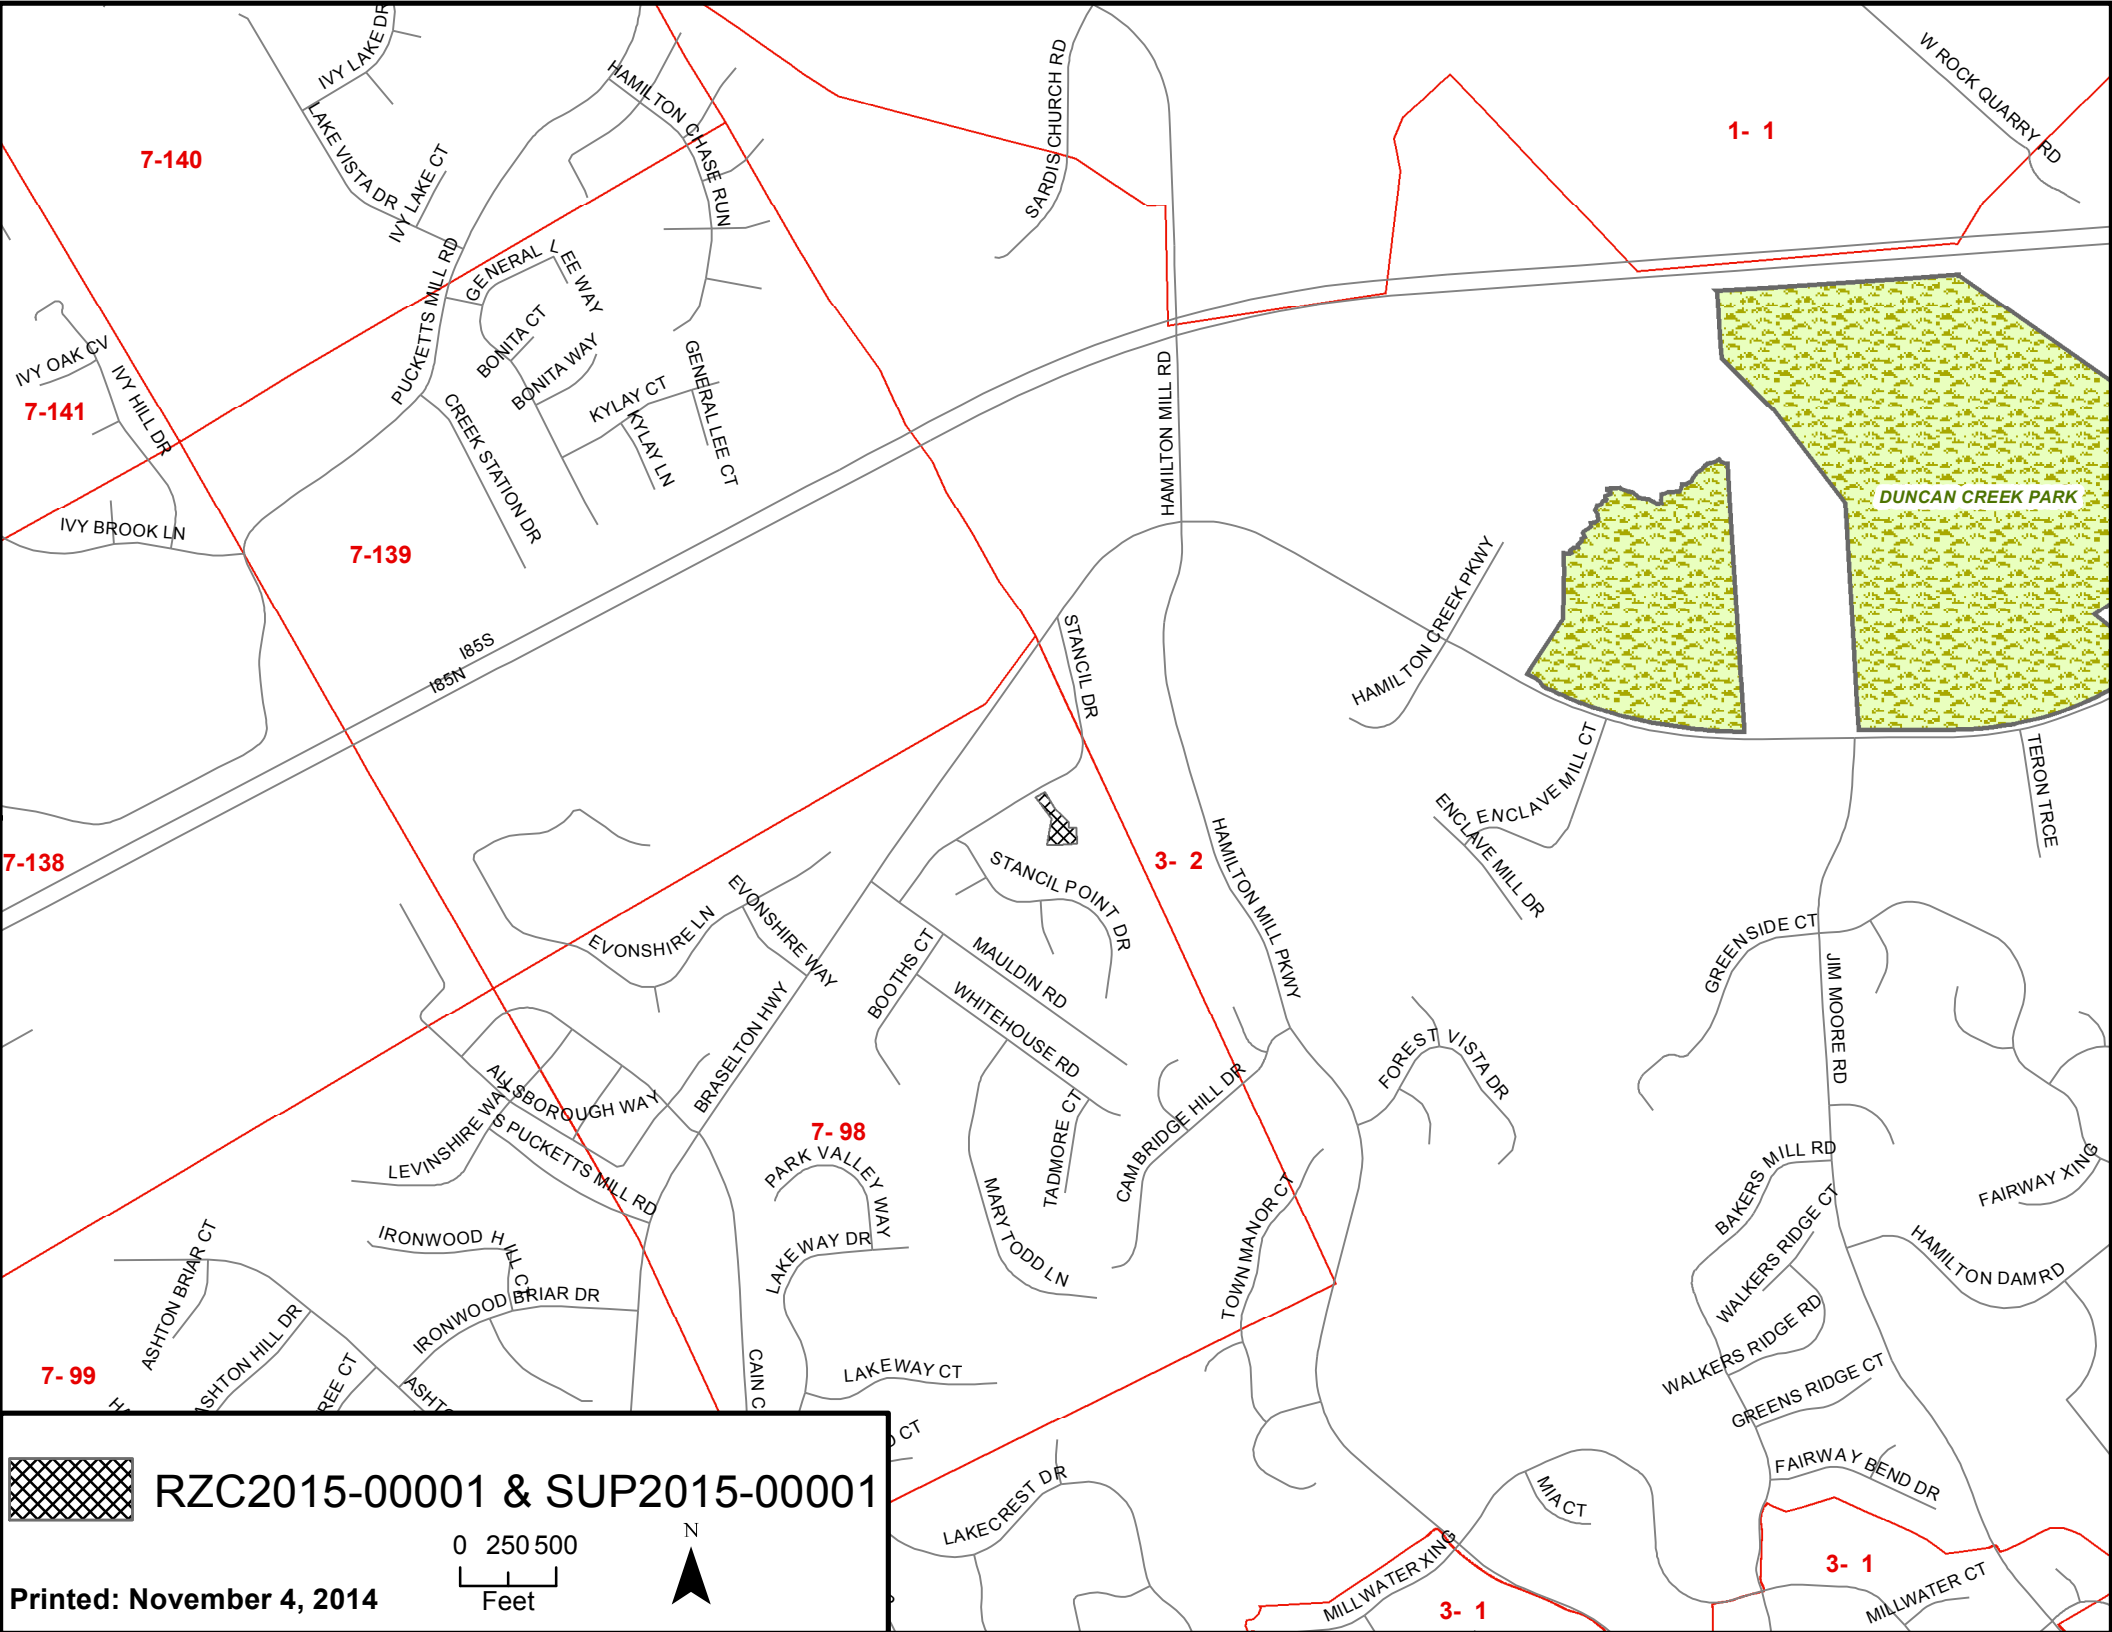 IVY LAKE DR
HAMILTON CHASE RUN
SARDIS CHURCH RD
W ROCK QUARRY RD
1- 1
7-140
LAKE VISTA DR
IVY LAKE CT
PUCKETTS MILL RD
GENERAL LEE WAY
BONITA CT
BONITA WAY
IVY OAK CV
IVY HILL DR
7-141
KYLAY CT
KYLAY LN
GENERAL LEE CT
CREEK STATION DR
HAMILTON MILL RD
DUNCAN CREEK PARK
IVY BROOK LN
7-139
HAMILTON CREEK PKWY
I85S
I85N
STANCIL DR
ENCLAVE MILL CT
ENCLAVE MILL DR
TERON TRCE
7-138
3- 2
HAMILTON MILL PKWY
STANCIL POINT DR
EVONSHIRE LN
EVONSHIRE WAY
BOOTHS CT
MAULDIN RD
WHITEHOUSE RD
GREENSIDE CT
JIM MOORE RD
BRASELTON HWY
FOREST VISTA DR
ALLSBOROUGH WAY
LEVINSHIRE WAY
S PUCKETTS MILL RD
7- 98
PARK VALLEY WAY
TADMORE CT
CAMBRIDGE HILL DR
BAKERS MILL RD
FAIRWAY XING
WALKERS RIDGE CT
MARY TODD LN
TOWN MANOR CT
HAMILTON DAM RD
IRONWOOD HILL CT
LAKE WAY DR
ASHTON BRIAR CT
IRONWOOD BRIAR DR
ASHTON HILL DR
WALKERS RIDGE RD
GREENS RIDGE CT
7- 99
REE CT
ASHTO
CAIN C
LAKEWAY CT
CT
FAIRWAY BEND DR
LAKECREST DR
MIA CT
MILLWATER XING
3- 1
3- 1
MILLWATER CT
RZC2015-00001 & SUP2015-00001
0 250 500
Feet
N
Printed: November 4, 2014